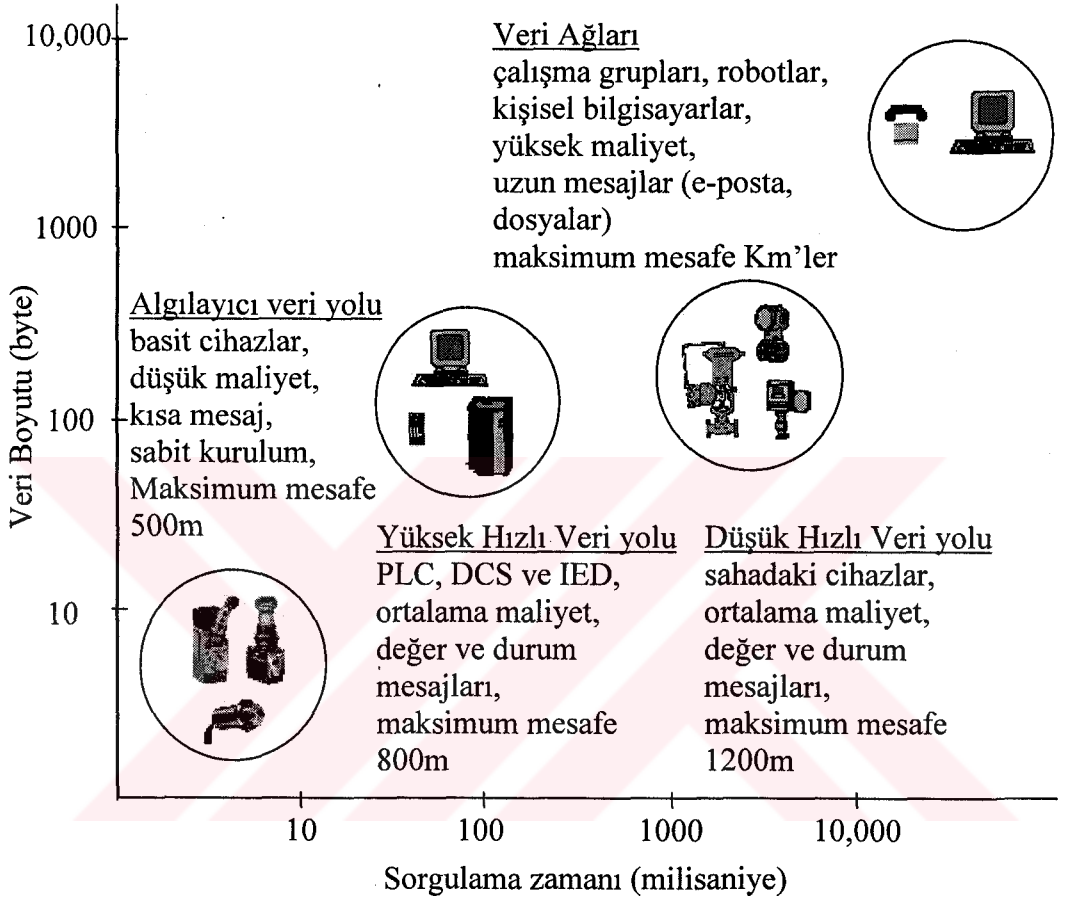 10,000
1000
100
10
Veri Boyutu (byte)
Veri Ağları
çalışma grupları, robotlar,
kişisel bilgisayarlar,
yüksek maliyet,
uzun mesajlar (e-posta,
dosyalar)
maksimum mesafe Km’ler
Algılayıcı veri yolu
basit cihazlar,
düşük maliyet,
kısa mesaj,
sabit kurulum,
Maksimum mesafe
500m
Yüksek Hızlı Veri yolu
PLC, DCS ve IED,
ortalama maliyet,
değer ve durum
mesajları,
maksimum mesafe
800m
Düşük Hızlı Veri yolu
sahadaki cihazlar,
ortalama maliyet,
değer ve durum
mesajları,
maksimum mesafe
1200m
10
100
1000
10,000
Sorgulama zamanı (milisaniye)